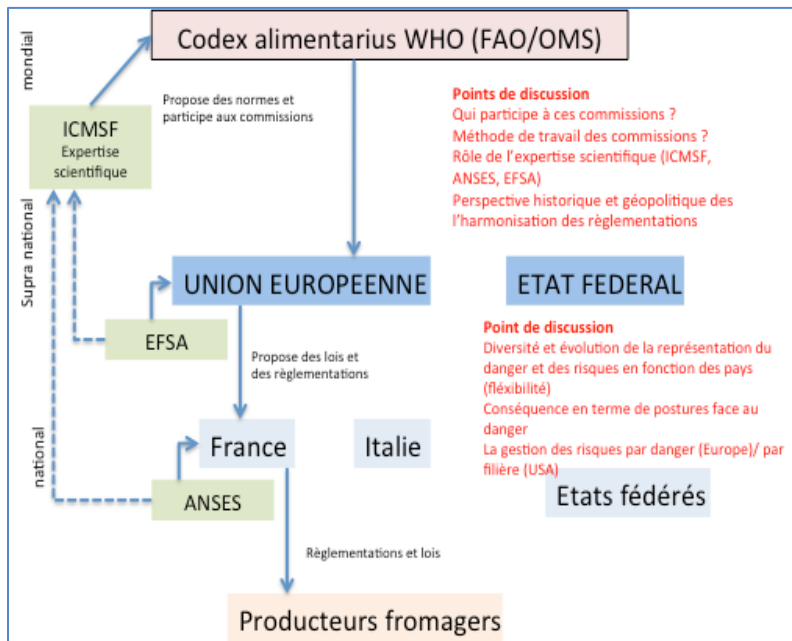 Codex alimentarius WHO (FAO/OMS)
mondial
Propose des normes et
participe aux commissions
ICMSF
Expertise
scientifique
Points de discussion
Qui participe à ces commissions ?
Méthode de travail des commissions ?
Rôle de l'expertise scientifique (ICMSF,
ANSES, EFSA)
Perspective historique et géopolitique des
l'harmonisation des règlementations
Supra national
UNION EUROPEENNE
ETAT FEDERAL
EFSA
Propose des lois et
des règlementations
Point de discussion
Diversité et évolution de la représentation du
danger et des risques en fonction des pays
(fléxibilité)
Conséquence en terme de postures face au
danger
La gestion des risques par danger (Europe)/ par
filière (USA)
national
France
Italie
Etats fédérés
ANSES
Règlementations et lois
Producteurs fromagers